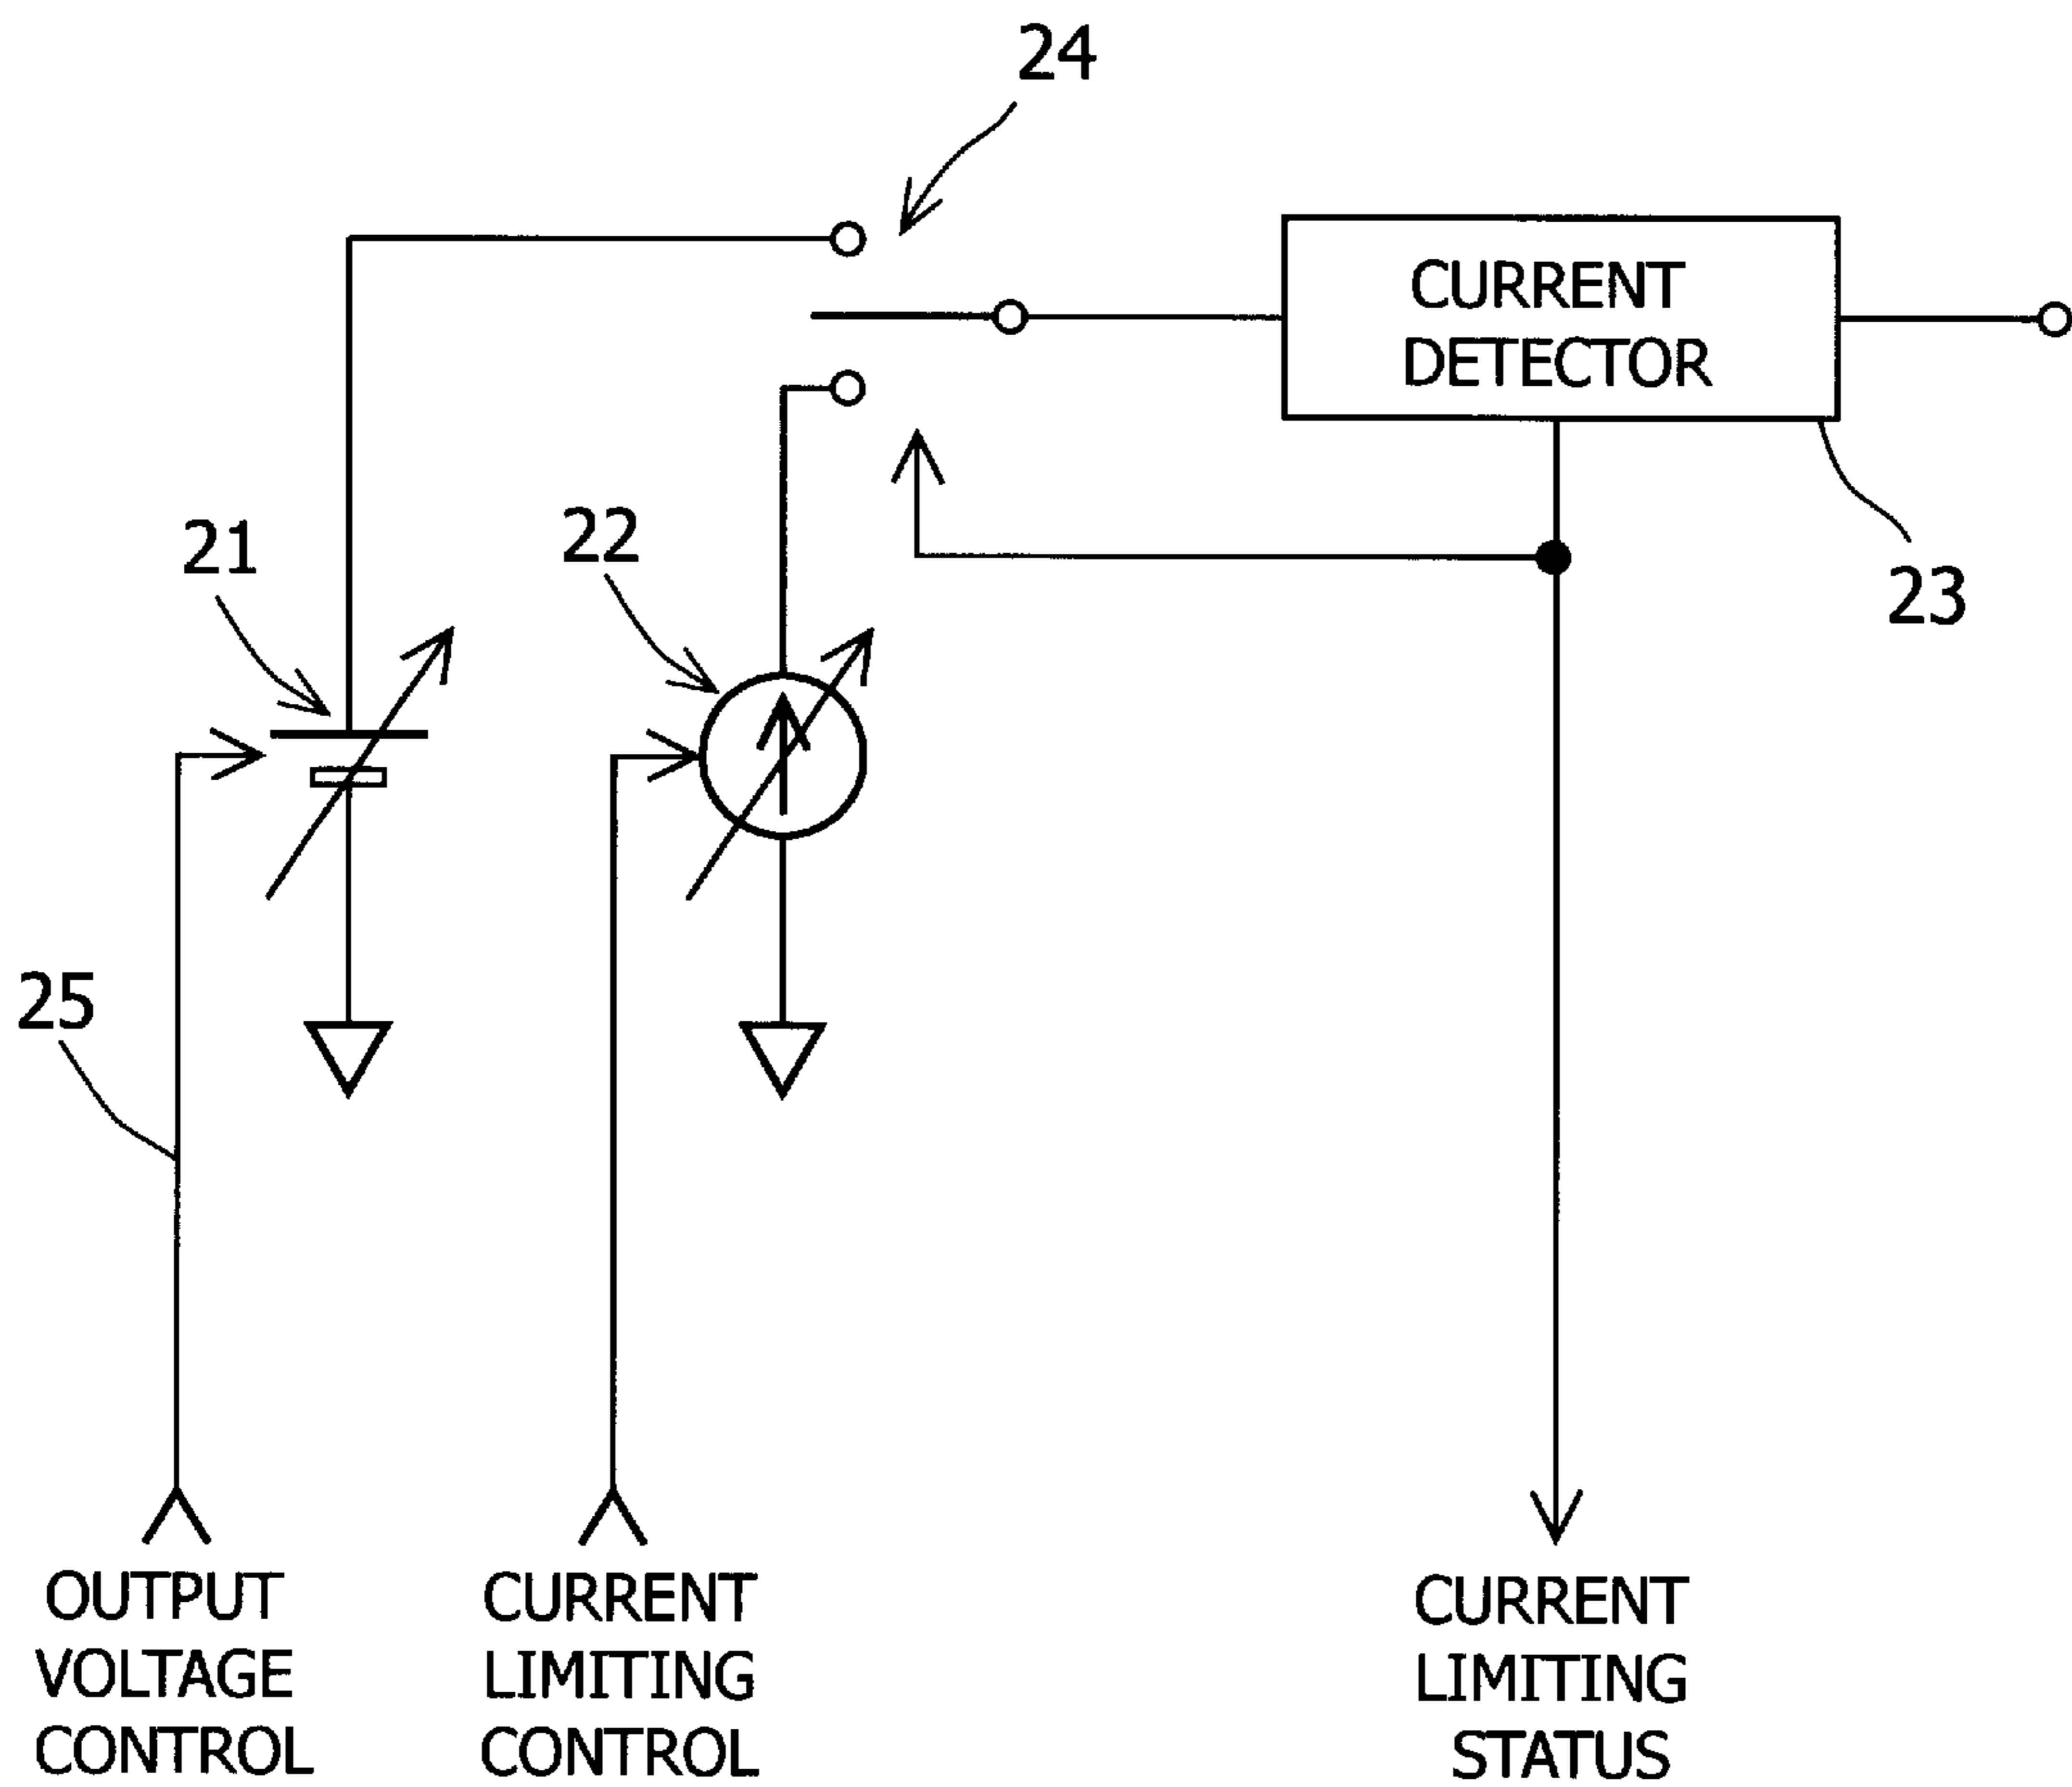 24
CURRENT
DETECTOR
21
22
23
25
OUTPUT
VOLTAGE
CONTROL
CURRENT
LIMITING
CONTROL
CURRENT
LIMITING
STATUS